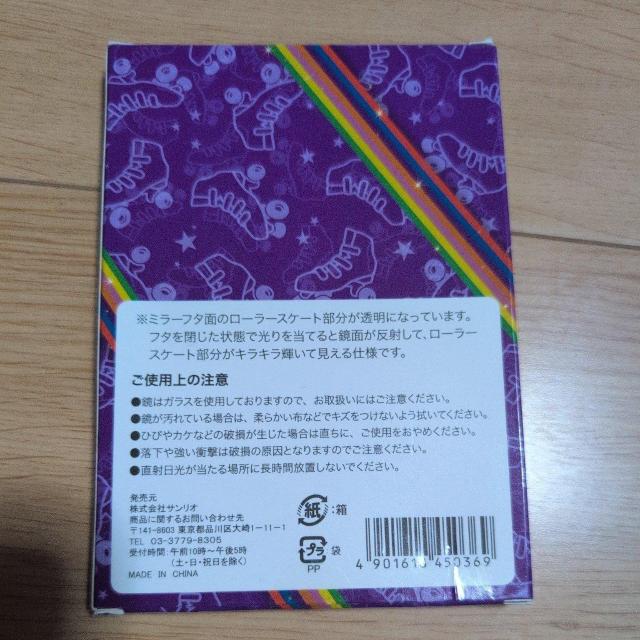 ※ミラーフタ面のローラースケート部分が透明になっています。
フタを閉じた状態で光りを当てると鏡面が反射して、ローラー
スケート部分がキラキラ輝いて見える仕様です。
ご使用上の注意
●鏡はガラスを使用しておりますので、お取扱いにはご注意ください。
●鏡が汚れている場合は、柔らかい布などでキズをつけないよう拭いてください。
●ひびやカケなどの破損が生じた場合は直ちに、ご使用をおやめください。
●落下や強い衝撃は破損の原因となりますのでご注意ください。
●直射日光が当たる場所に長時間放置しないでください。
発売元
株式会社サンリオ
商品に関するお問い合わせ先
〒141-8603 東京都品川区大崎1-11-1
TEL 03-3779-8305
受付時間：午前10時～午後5時
(土・日・祝日を除く)
MADE IN CHINA
紙：箱
プラ 袋
PP
4 901610 450369